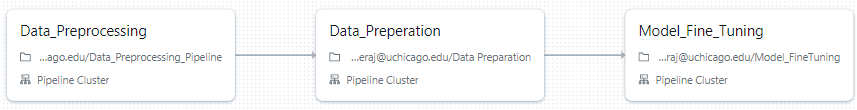 Data_Preprocessing
...ago.edu/Data_Preprocessing_Pipeline
Pipeline Cluster
Data_Preperation
...eraj@uchicago.edu/Data Preparation
Pipeline Cluster
Model_Fine_Tuning
...raj@uchicago.edu/Model_FineTuning
Pipeline Cluster